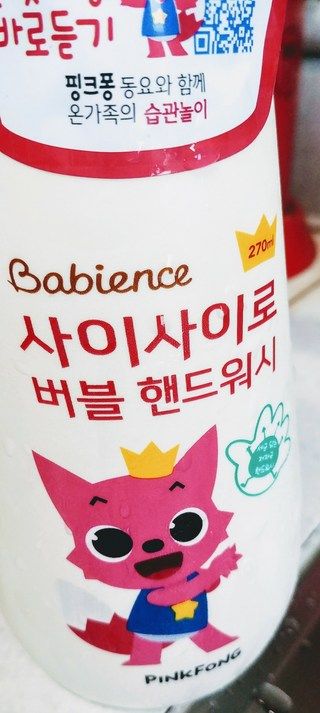 바로듣기
핑크퐁 동요와 함께
온가족의 습관놀이
270ml
Babience
사이사이로
버블 핸드워시
PINKFONG